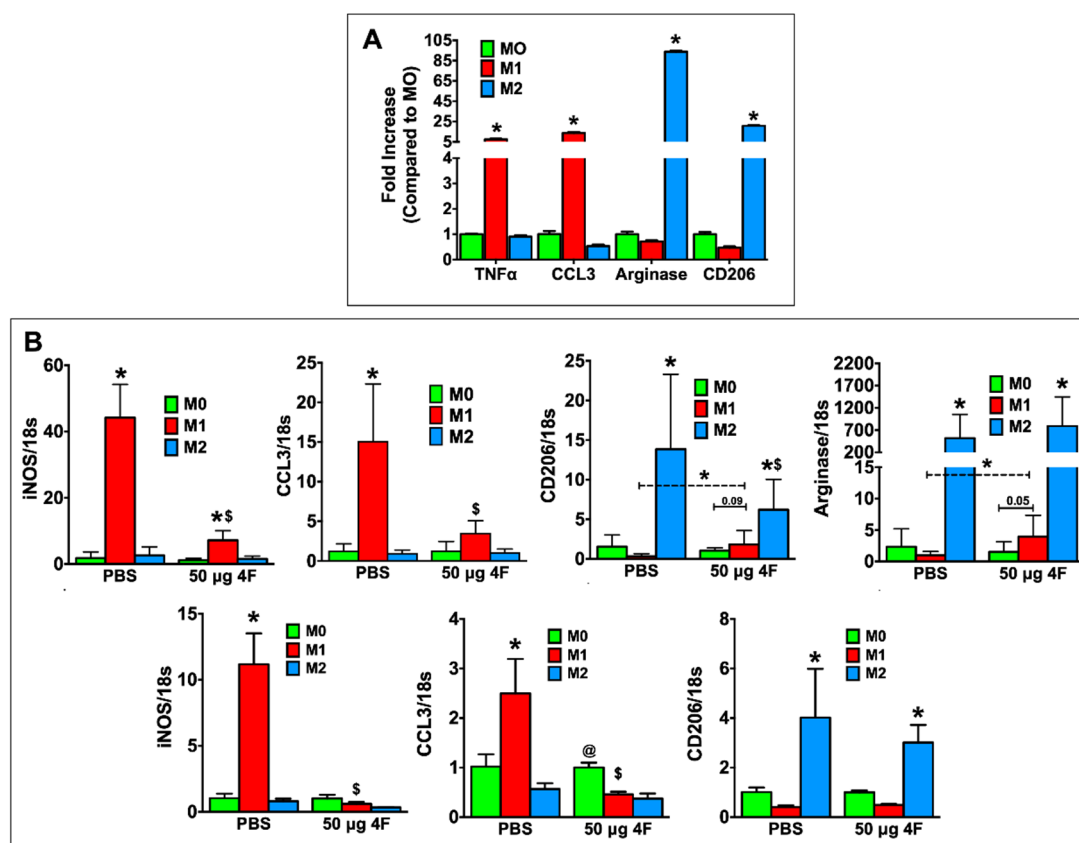 A
Fold Increase
(Compared to MO)
105
85
65
45
25
5
4
3
2
1
0
MO
M1
M2
*
*
*
*
TNFα CCL3 Arginase CD206
B
iNOS/18s
60
40
20
0
*
*$
M0
M1
M2
PBS 50 µg 4F
CCL3/18s
25
20
15
10
5
0
*
$
M0
M1
M2
PBS 50 µg 4F
CD206/18s
25
20
15
10
5
0
*
*
0.09
*$
M0
M1
M2
PBS 50 µg 4F
Arginase/18s
2200
1700
1200
700
200
15
10
5
0
*
*
0.05
*
M0
M1
M2
PBS 50 µg 4F
iNOS/18s
15
10
5
0
*
$
M0
M1
M2
PBS 50 µg 4F
CCL3/18s
4
3
2
1
0
*
@
$
M0
M1
M2
PBS 50 µg 4F
CD206/18s
8
6
4
2
0
*
*
M0
M1
M2
PBS 50 µg 4F